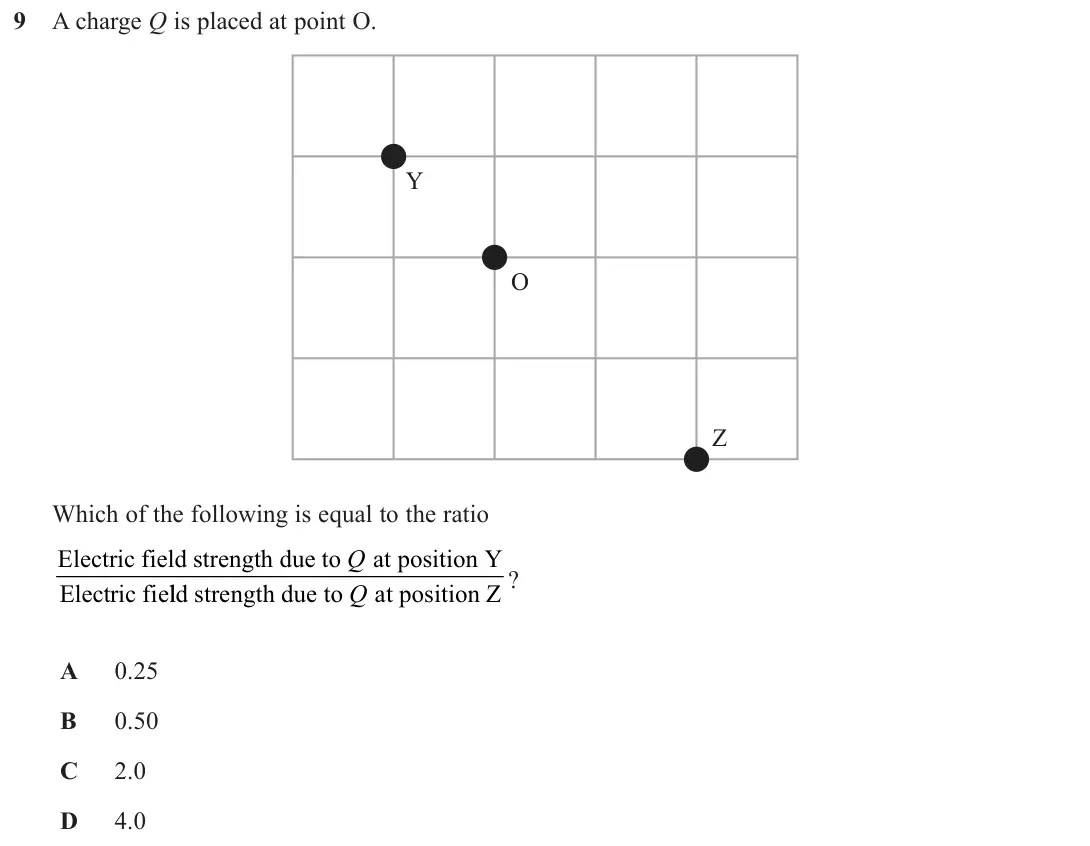 9 A charge Q is placed at point O.
Y
O
Z
Which of the following is equal to the ratio
Electric field strength due to Q at position Y
Electric field strength due to Q at position Z ?
A 0.25
B 0.50
C 2.0
D 4.0